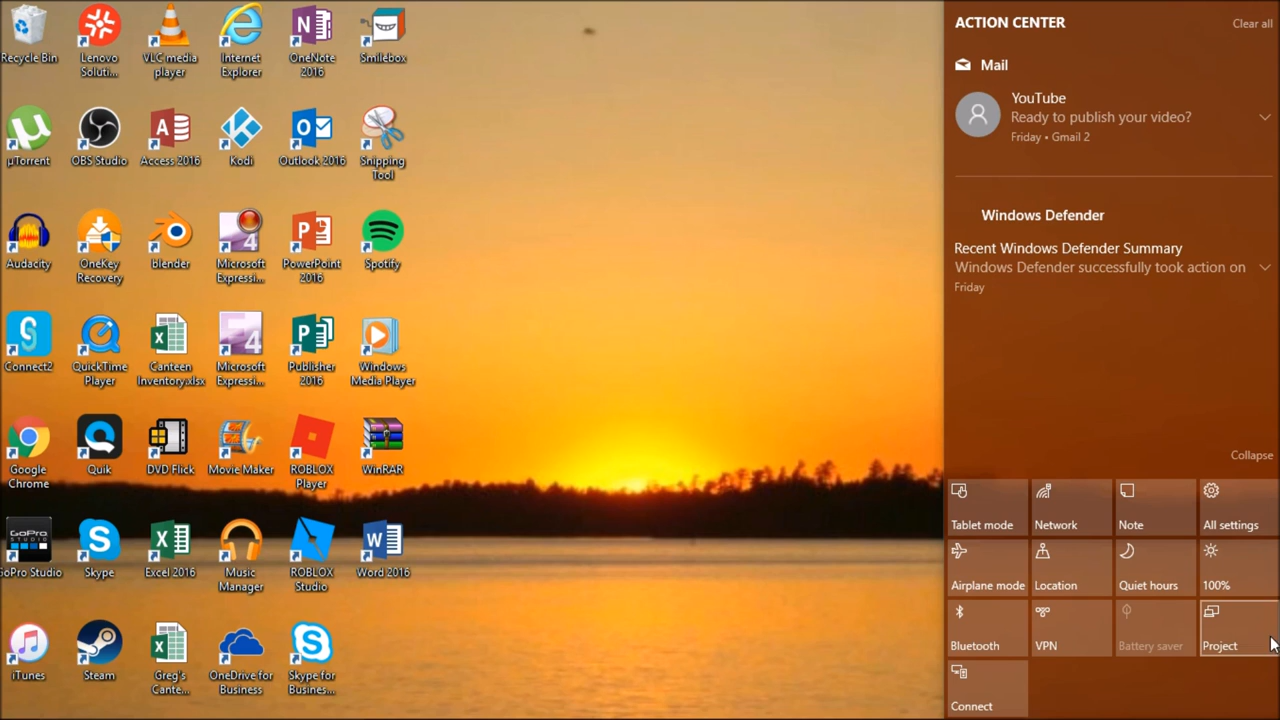 Recycle Bin
Lenovo
Soluti...
VLC media
player
Internet
Explorer
OneNote
2016
Smilebox
µTorrent
OBS Studio
Access 2016
Kodi
Outlook 2016
Snipping
Tool
Audacity
OneKey
Recovery
Blender
Microsoft
Expressi...
PowerPoint
2016
Spotify
Connect2
QuickTime
Player
Canteen
Inventory.xlsx
Microsoft
Expressi...
Publisher
2016
Windows
Media Player
Google
Chrome
Quik
DVD Flick
Movie Maker
ROBLOX
Player
WinRAR
GoPro
STUDIO
GoPro Studio
Skype
Excel 2016
Music
Manager
ROBLOX
Studio
Word 2016
iTunes
Steam
Greg's
Cante...
OneDrive for
Business
Skype for
Busines...
ACTION CENTER
Clear all
Mail
YouTube
Ready to publish your video?
Friday • Gmail 2
Windows Defender
Recent Windows Defender Summary
Windows Defender successfully took action on
Friday
Collapse
Tablet mode
Network
Note
All settings
Airplane mode
Location
Quiet hours
100%
Bluetooth
VPN
Battery saver
Project
Connect